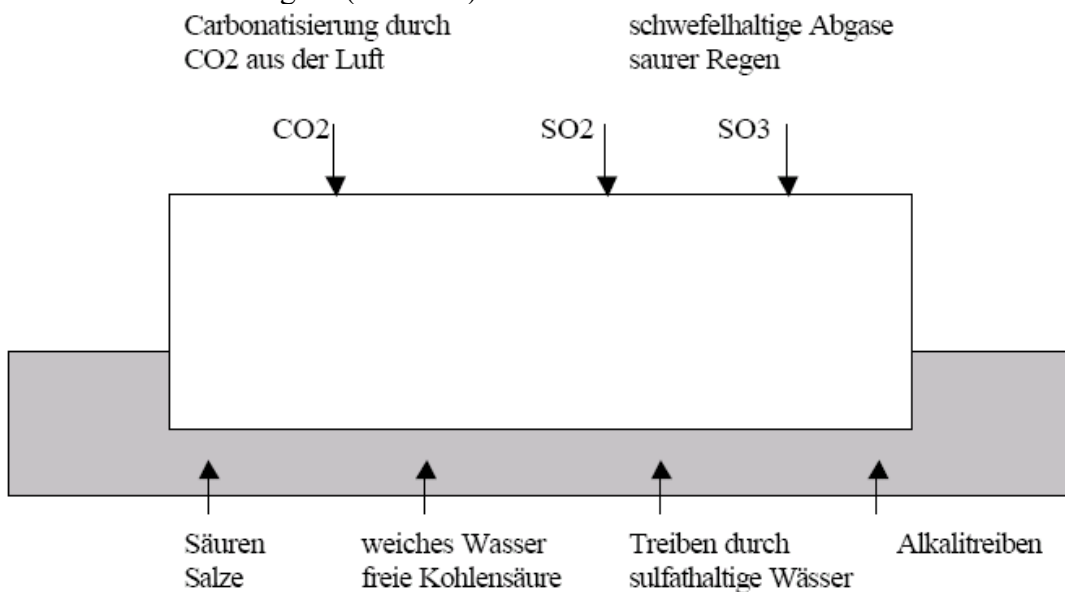 Carbonatisierung durch
CO2 aus der Luft
schwefelhaltige Abgase
saurer Regen
CO2
SO2
SO3
Säuren
Salze
weiches Wasser
freie Kohlensäure
Treiben durch
sulfathaltige Wässer
Alkalitreiben